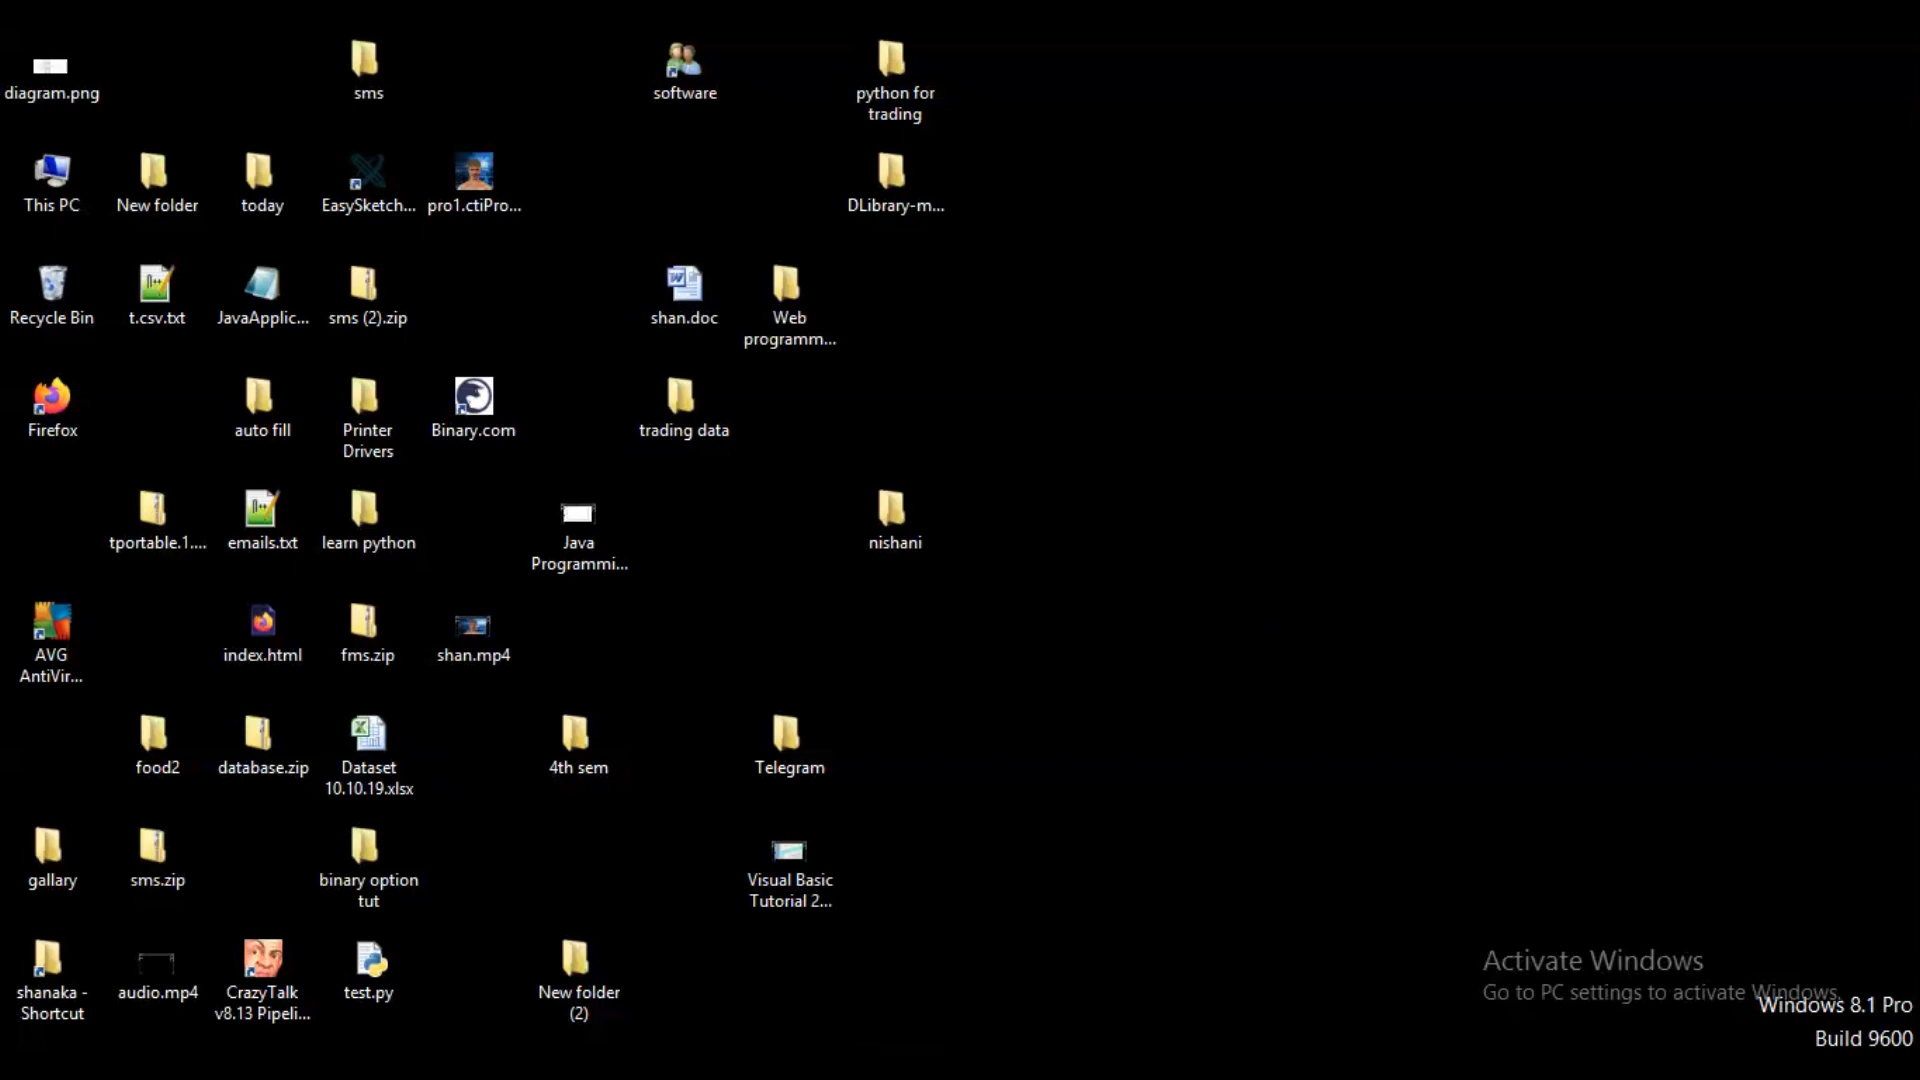 diagram.png
sms
software
python for
trading
This PC
New folder
today
EasySketch...
pro1.ctiPro...
DLibrary-m...
Recycle Bin
t.csv.txt
JavaApplic...
sms (2).zip
shan.doc
Web
programm...
Firefox
auto fill
Printer
Drivers
Binary.com
trading data
tportable.1....
emails.txt
learn python
Java
Programmi...
nishani
AVG
AntiVir...
index.html
fms.zip
shan.mp4
food2
database.zip
Dataset
10.10.19.xlsx
4th sem
Telegram
gallary
sms.zip
binary option
tut
Visual Basic
Tutorial 2...
shanaka -
Shortcut
audio.mp4
CrazyTalk
v8.13 Pipeli...
test.py
New folder
(2)
Activate Windows
Go to PC settings to activate Windows.
Windows 8.1 Pro
Build 9600